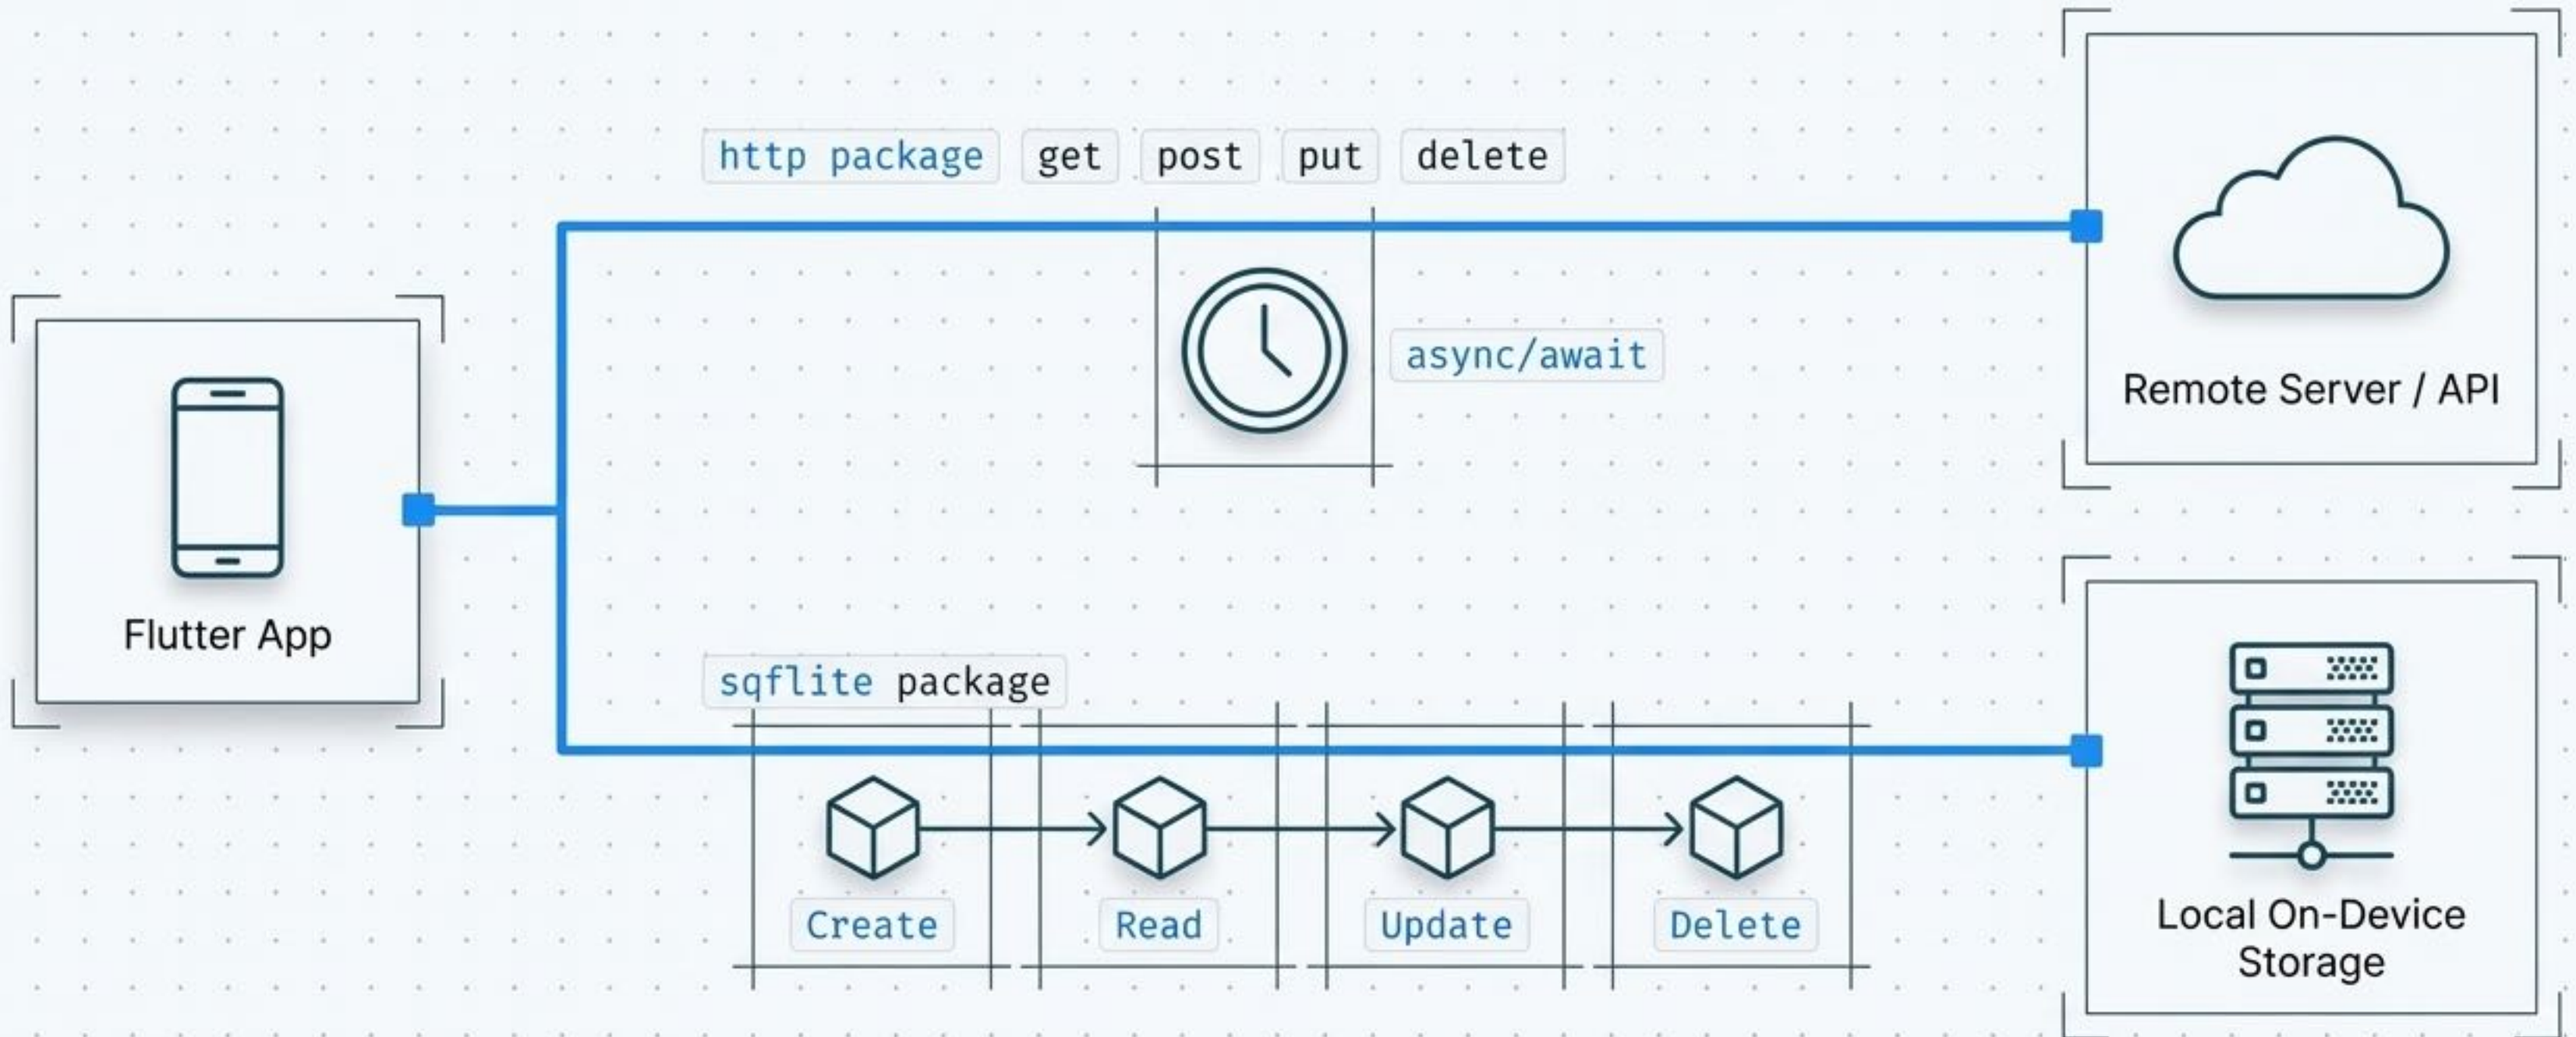 http package get post put delete
async/await
Remote Server / API
Flutter App
sqflite package
Create Read Update Delete
Local On-Device
Storage